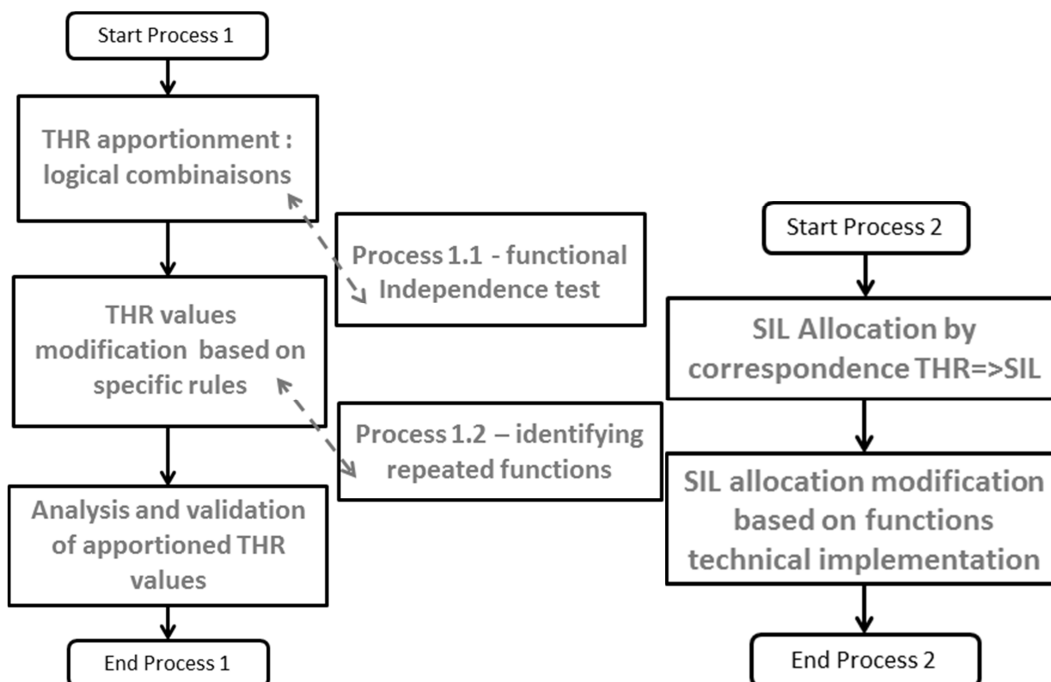 Start Process 1
THR apportionment :
logical combinaisons
Process 1.1 - functional
Independence test
THR values
modification based on
specific rules
Process 1.2 – identifying
repeated functions
Analysis and validation
of apportioned THR
values
End Process 1
Start Process 2
SIL Allocation by
correspondence THR=>SIL
SIL allocation modification
based on functions
technical implementation
End Process 2